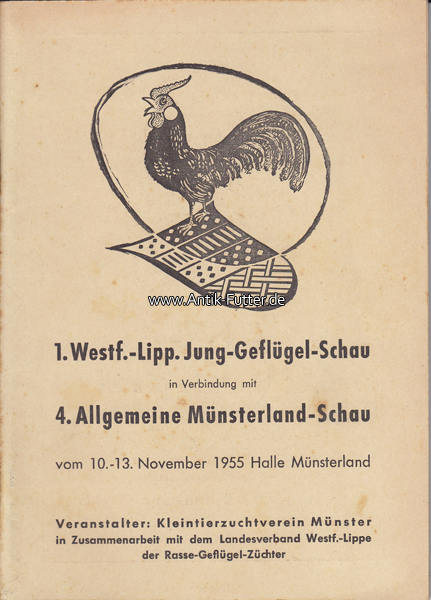 www.Antik-Futter.de
1. Westf.-Lipp. Jung-Geflügel-Schau
in Verbindung mit
4. Allgemeine Münsterland-Schau
vom 10.-13. November 1955 Halle Münsterland
Veranstalter: Kleintierzuchtverein Münster
in Zusammenarbeit mit dem Landesverband Westf.-Lippe
der Rasse-Geflügel-Züchter